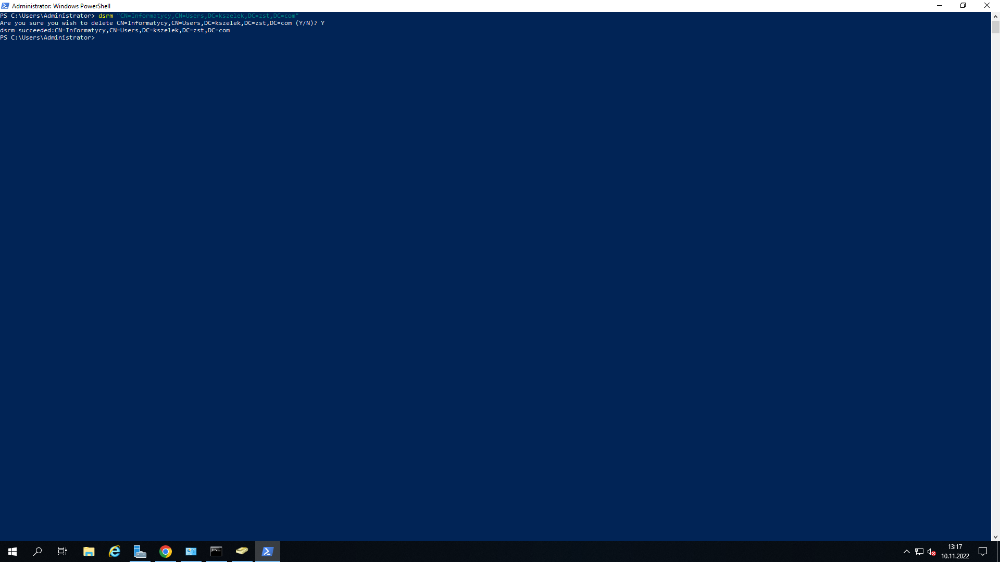 Administrator: Windows PowerShell
PS C:\Users\Administrator> dsrm "CN=Informatycy,CN=Users,DC=kszelek,DC=zst,DC=com"
Are you sure you wish to delete CN=Informatycy,CN=Users,DC=kszelek,DC=zst,DC=com (Y/N)? Y
dsrm succeeded:CN=Informatycy,CN=Users,DC=kszelek,DC=zst,DC=com
PS C:\Users\Administrator>
13:17
10.11.2022